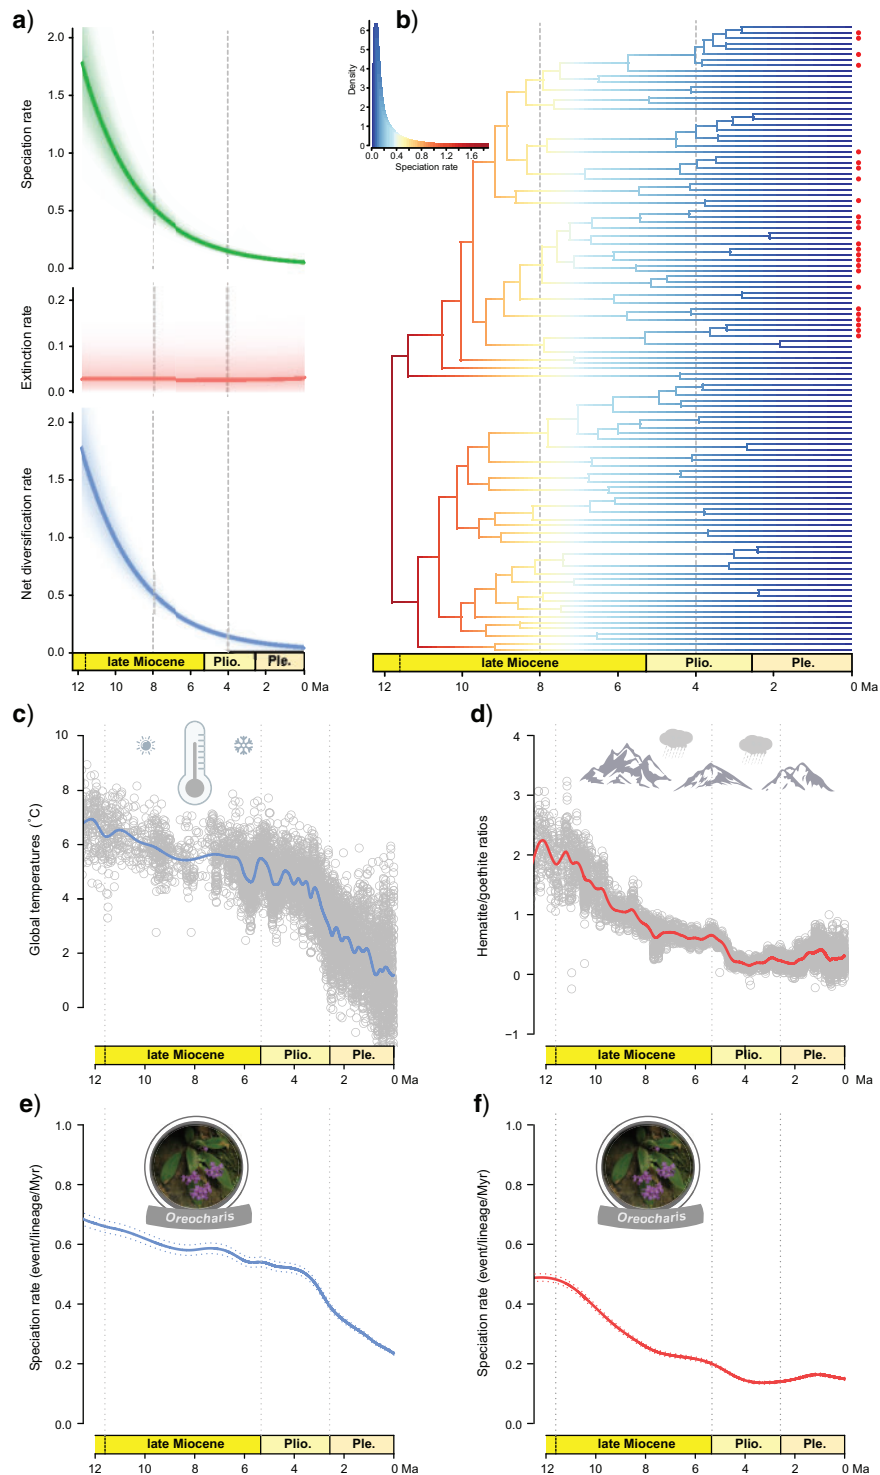 a)
2.0
1.5
1.0
0.5
0.0
Speciation rate
0.2
0.1
0.0
Extinction rate
2.0
1.5
1.0
0.5
0.0
Net diversification rate
late Miocene Plio. Ple.
12 10 8 6 4 2 0 Ma
b)
6
5
4
3
2
1
0
Density
0.0 0.4 0.8 1.2 1.6
Speciation rate
late Miocene Plio. Ple.
12 10 8 6 4 2 0 Ma
c)
10
8
6
4
2
0
Global temperatures (˚C)
late Miocene Plio. Ple.
12 10 8 6 4 2 0 Ma
d)
4
3
2
1
0
−1
Hematite/goethite ratios
late Miocene Plio. Ple.
12 10 8 6 4 2 0 Ma
e)
1.0
0.8
0.6
0.4
0.2
0.0
Speciation rate (event/lineage/Myr)
Oreocharis
late Miocene Plio. Ple.
12 10 8 6 4 2 0 Ma
f)
1.0
0.8
0.6
0.4
0.2
0.0
Speciation rate (event/lineage/Myr)
Oreocharis
late Miocene Plio. Ple.
12 10 8 6 4 2 0 Ma